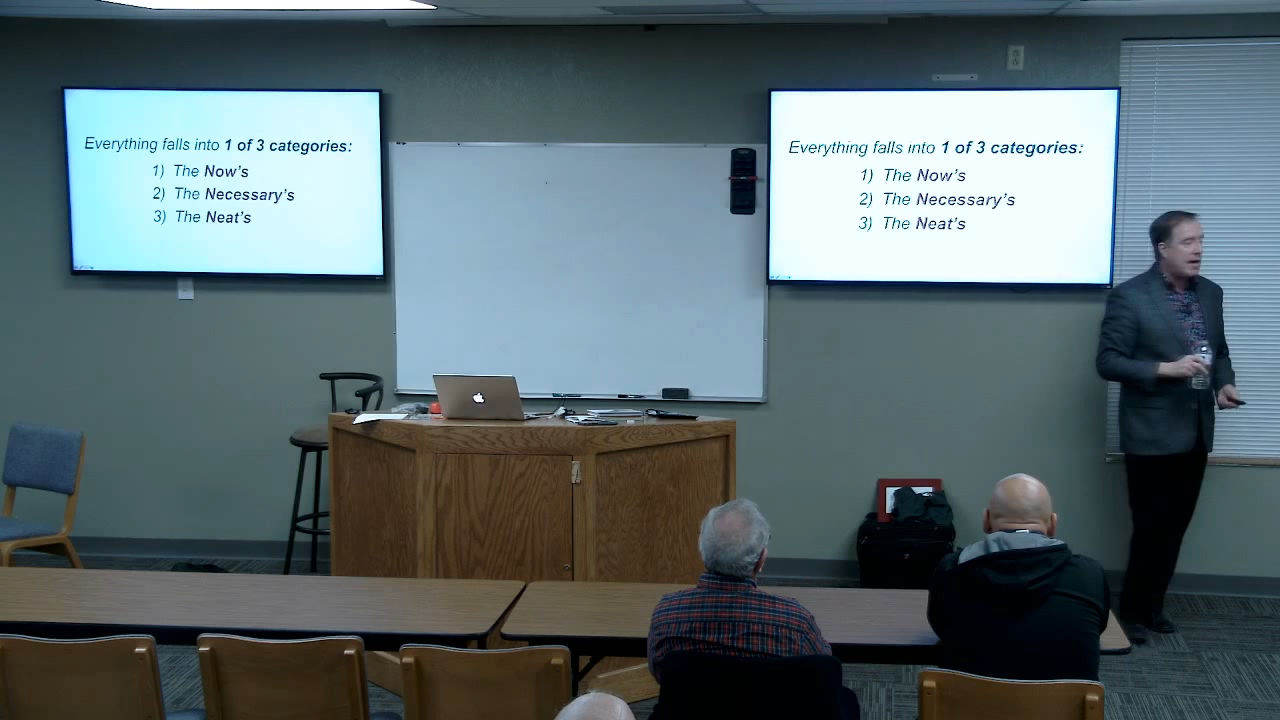 Everything falls into 1 of 3 categories:
1) The Now's
2) The Necessary's
3) The Neat's
Everything falls into 1 of 3 categories:
1) The Now's
2) The Necessary's
3) The Neat's